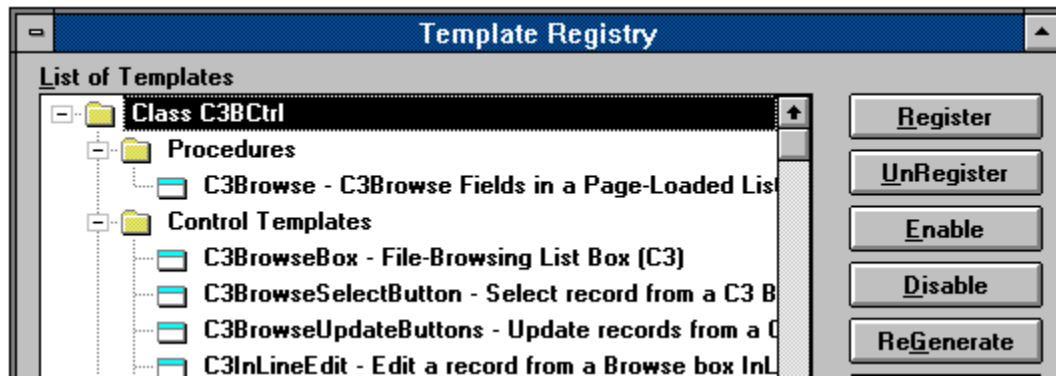 Template Registry
List of Templates
Class C3BCtrl
Procedures
C3Browse - C3Browse Fields in a Page-Loaded List
Control Templates
C3BrowseBox - File-Browsing List Box (C3)
C3BrowseSelectButton - Select record from a C3 B
C3BrowseUpdateButtons - Update records from a C
C3InLineEdit - Edit a record from a Browse box InL
Register
UnRegister
Enable
Disable
ReGenerate